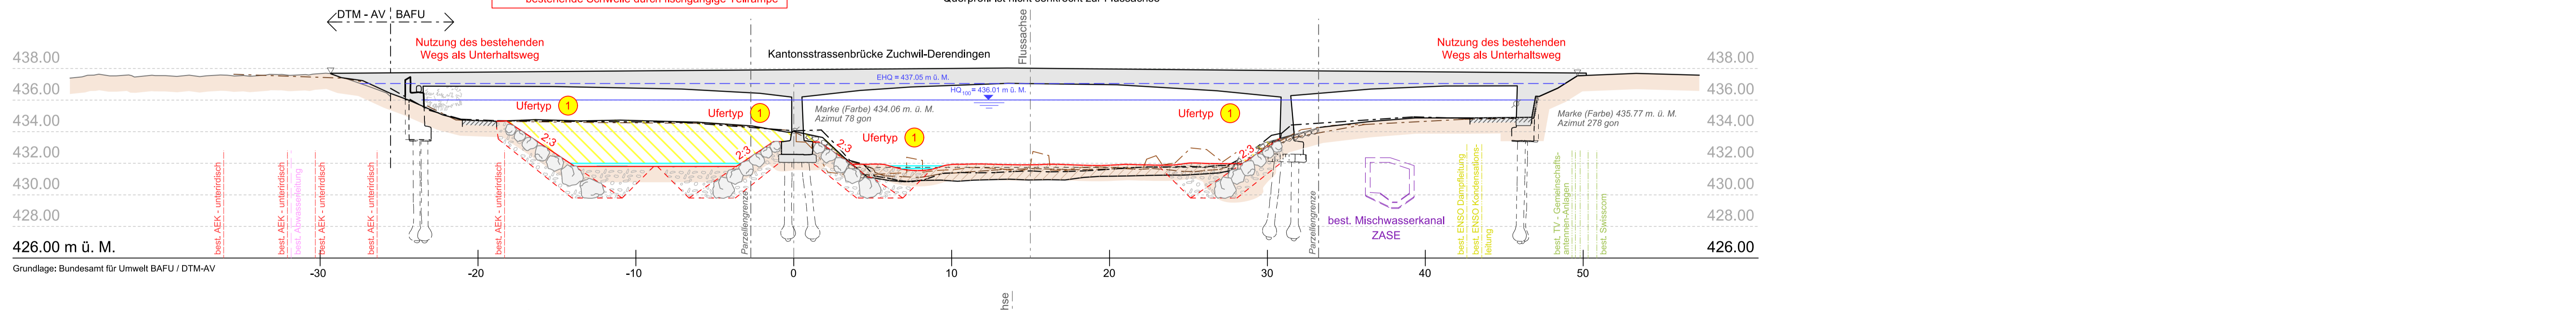 bestehende Schwelle durch fischgängige Teilrampe
Querprofil ist nicht senkrecht zur Flussachse
DTM - AV
BAFU
Flussachse
Nutzung des bestehenden
Wegs als Unterhaltsweg
Kantonsstrassenbrücke Zuchwil-Derendingen
Nutzung des bestehenden
Wegs als Unterhaltsweg
438.00
438.00
EHQ = 437.05 m ü. M.
436.00
HQ100 = 436.01 m ü. M.
436.00
Ufertyp 1
Ufertyp 1
Marke (Farbe) 434.06 m. ü. M.
Azimut 78 gon
Ufertyp 1
Marke (Farbe) 435.77 m. ü. M.
Azimut 278 gon
434.00
434.00
Ufertyp 1
2:3
2:3
2:3
2:3
432.00
432.00
430.00
430.00
428.00
428.00
best. AEK - unterirdisch
best. AEK - unterirdisch
best. Abwasserleitung
best. AEK - unterirdisch
best. AEK - unterirdisch
best. AEK - unterirdisch
Parzellengrenze
Parzellengrenze
best. Mischwasserkanal
ZASE
best. ENSO Dampfleitung
best. ENSO Kondensations-
leitung
best. TV - Gemeinschafts-
antennen-Anlagen
best. Swisscom
426.00 m ü. M.
426.00
Grundlage: Bundesamt für Umwelt BAFU / DTM-AV
-30
-20
-10
0
10
20
30
40
50
hse